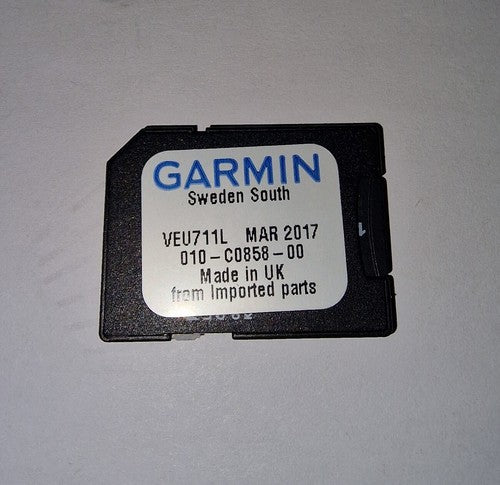 GARMIN
Sweden South
VEU711L MAR 2017
010-C0858-00
Made in UK
from Imported parts